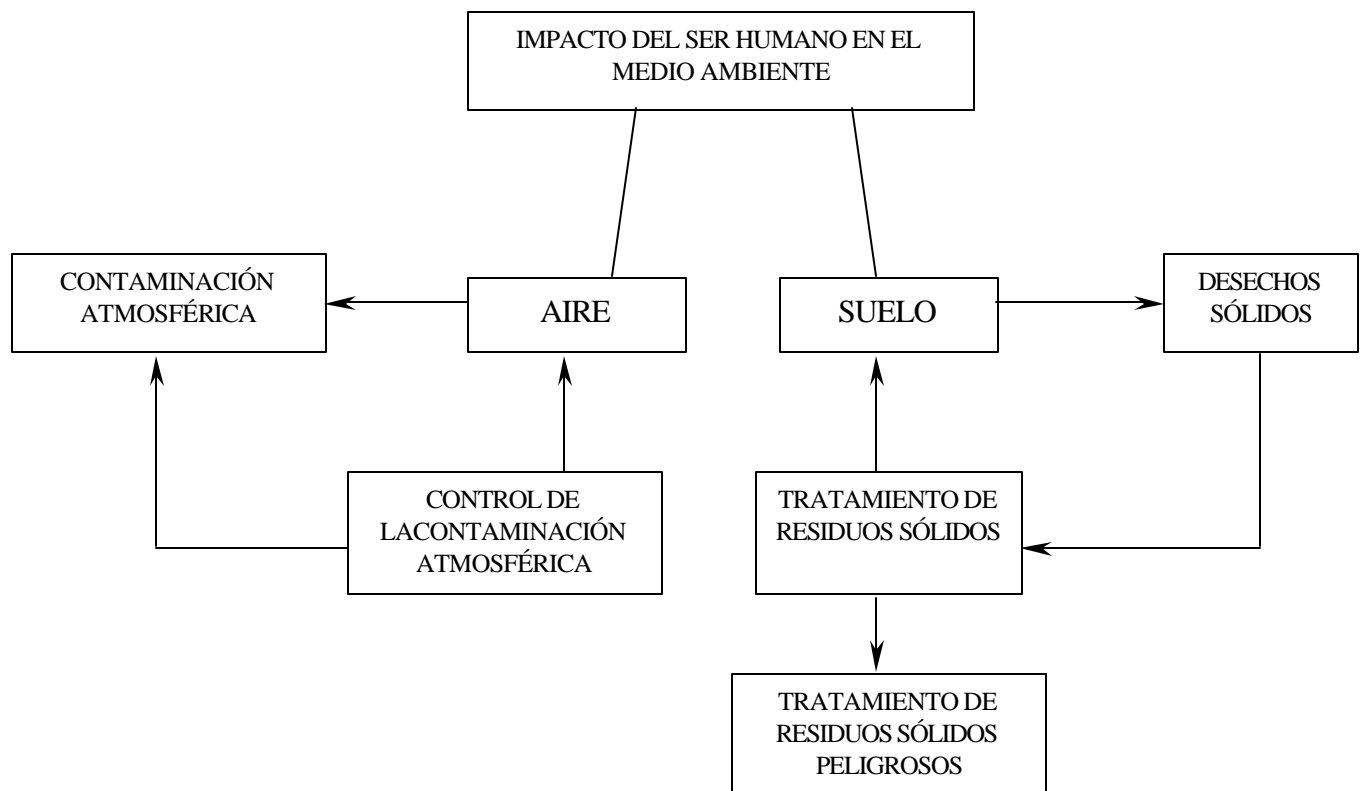 IMPACTO DEL SER HUMANO EN EL
MEDIO AMBIENTE
CONTAMINACIÓN
ATMOSFÉRICA
AIRE
SUELO
DESECHOS
SÓLIDOS
CONTROL DE
LACONTAMINACIÓN
ATMOSFÉRICA
TRATAMIENTO DE
RESIDUOS SÓLIDOS
TRATAMIENTO DE
RESIDUOS SÓLIDOS
PELIGROSOS